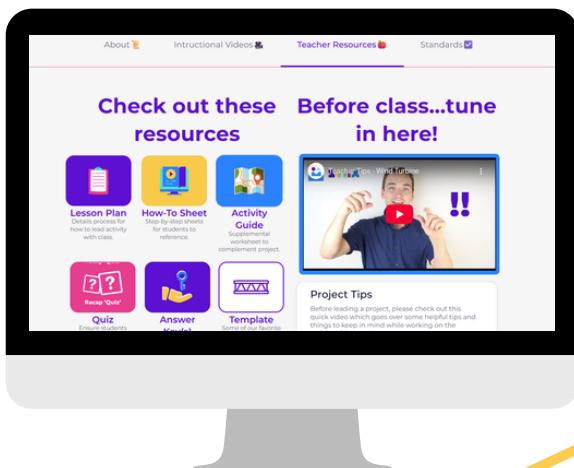 About
Intructional Videos
Teacher Resources
Standards
Check out these
resources
Before class...tune
in here!
Lesson Plan
Details process for
how to lead activity
with class.
How-To Sheet
Step-by-step sheets
for students to
reference.
Activity
Guide
Supplemental
worksheet to
complement project.
Teaching Tips - Wind Turbine
Recap 'Quiz'
Quiz
Ensure students
Answer
Template
Some of our favorite
Project Tips
Before leading a project, please check out this
quick video which goes over some helpful tips and
things to keep in mind while working on the